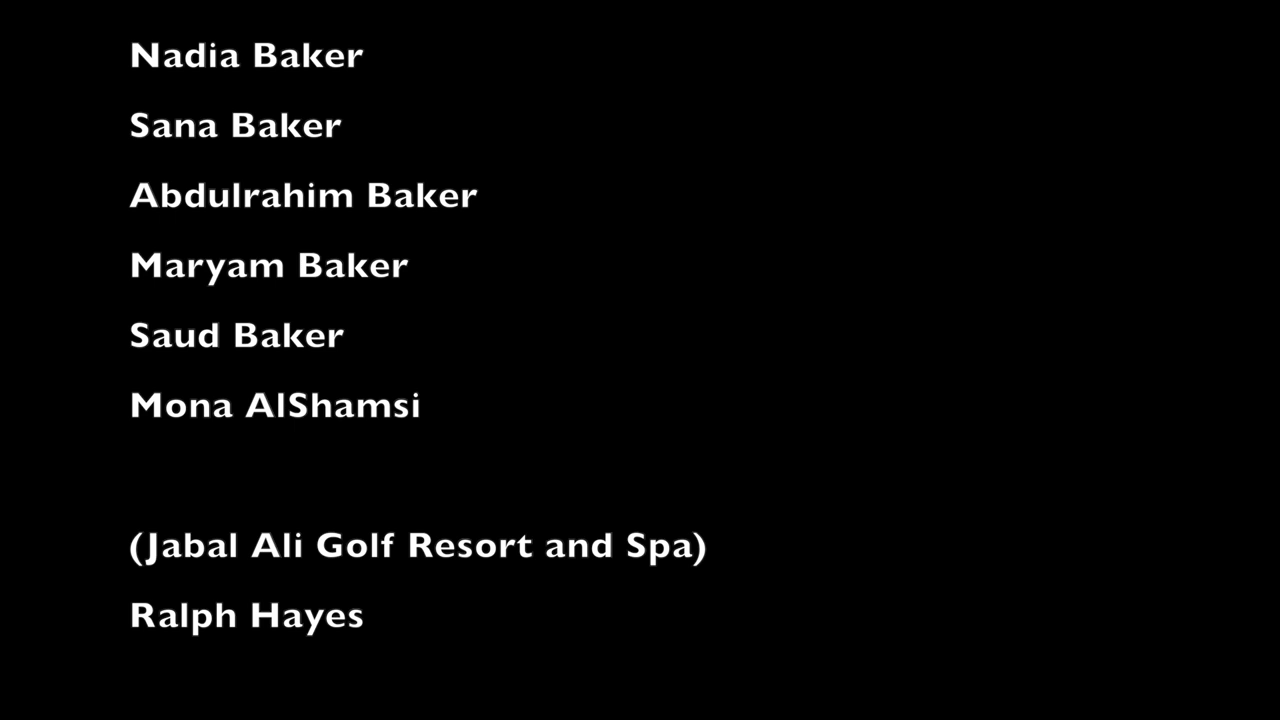 Nadia Baker
Sana Baker
Abdulrahim Baker
Maryam Baker
Saud Baker
Mona AlShamsi
(Jabal Ali Golf Resort and Spa)
Ralph Hayes